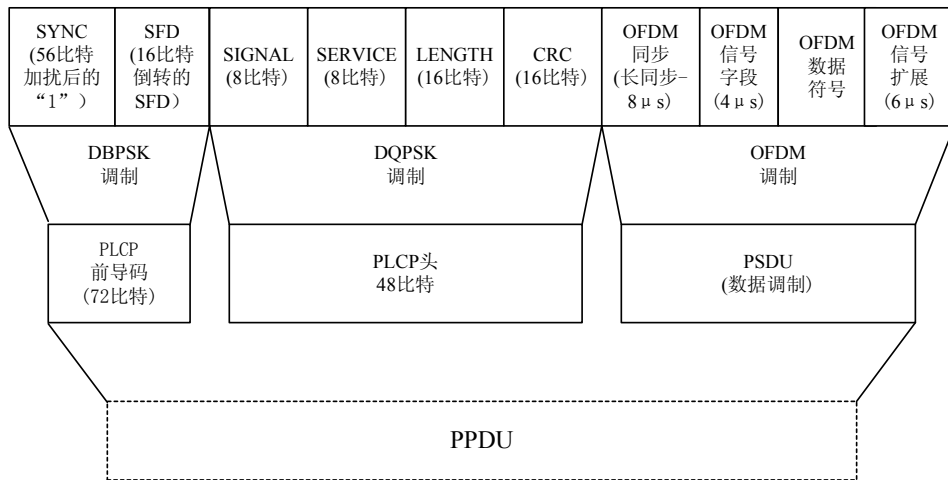 SYNC
(56比特
加扰后的
“1”)
SFD
(16比特
倒转的
SFD)
SIGNAL
(8比特)
SERVICE
(8比特)
LENGTH
(16比特)
CRC
(16比特)
OFDM
同步
(长同步-
8μs)
OFDM
信号
字段
(4μs)
OFDM
数据
符号
OFDM
信号
扩展
(6μs)
DBPSK
调制
DQPSK
调制
OFDM
调制
PLCP
前导码
(72比特)
PLCP头
48比特
PSDU
(数据调制)
PPDU